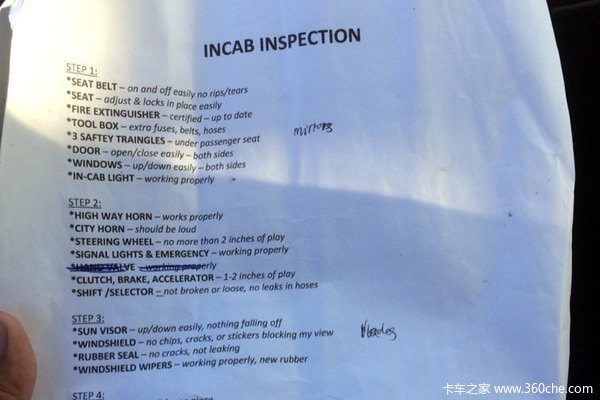 INCAB INSPECTION
STEP 1:
*SEAT BELT – on and off easily no rips/tears
*SEAT – adjust & locks in place easily
*FIRE EXTINGUISHER – certified – up to date
*TOOL BOX – extra fuses, belts, hoses
*3 SAFTEY TRAINGLES – under passenger seat
mirrors
*DOOR – open/close easily – both sides
*WINDOWS – up/down easily – both sides
*IN-CAB LIGHT – working properly
STEP 2:
*HIGH WAY HORN – works properly
*CITY HORN – should be loud
*STEERING WHEEL – no more than 2 inches of play
*SIGNAL LIGHTS & EMERGENCY – working properly
*HAND VALVE – working properly
*CLUTCH, BRAKE, ACCELERATOR – 1-2 inches of play
*SHIFT /SELECTOR – not broken or loose, no leaks in hoses
STEP 3:
*SUN VISOR – up/down easily, nothing falling off
*WINDSHIELD – no chips, cracks, or stickers blocking my view
*RUBBER SEAL – no cracks, not leaking
*WINDSHIELD WIPERS – working properly, new rubber
STEP 4:
卡车之家 www.360che.com